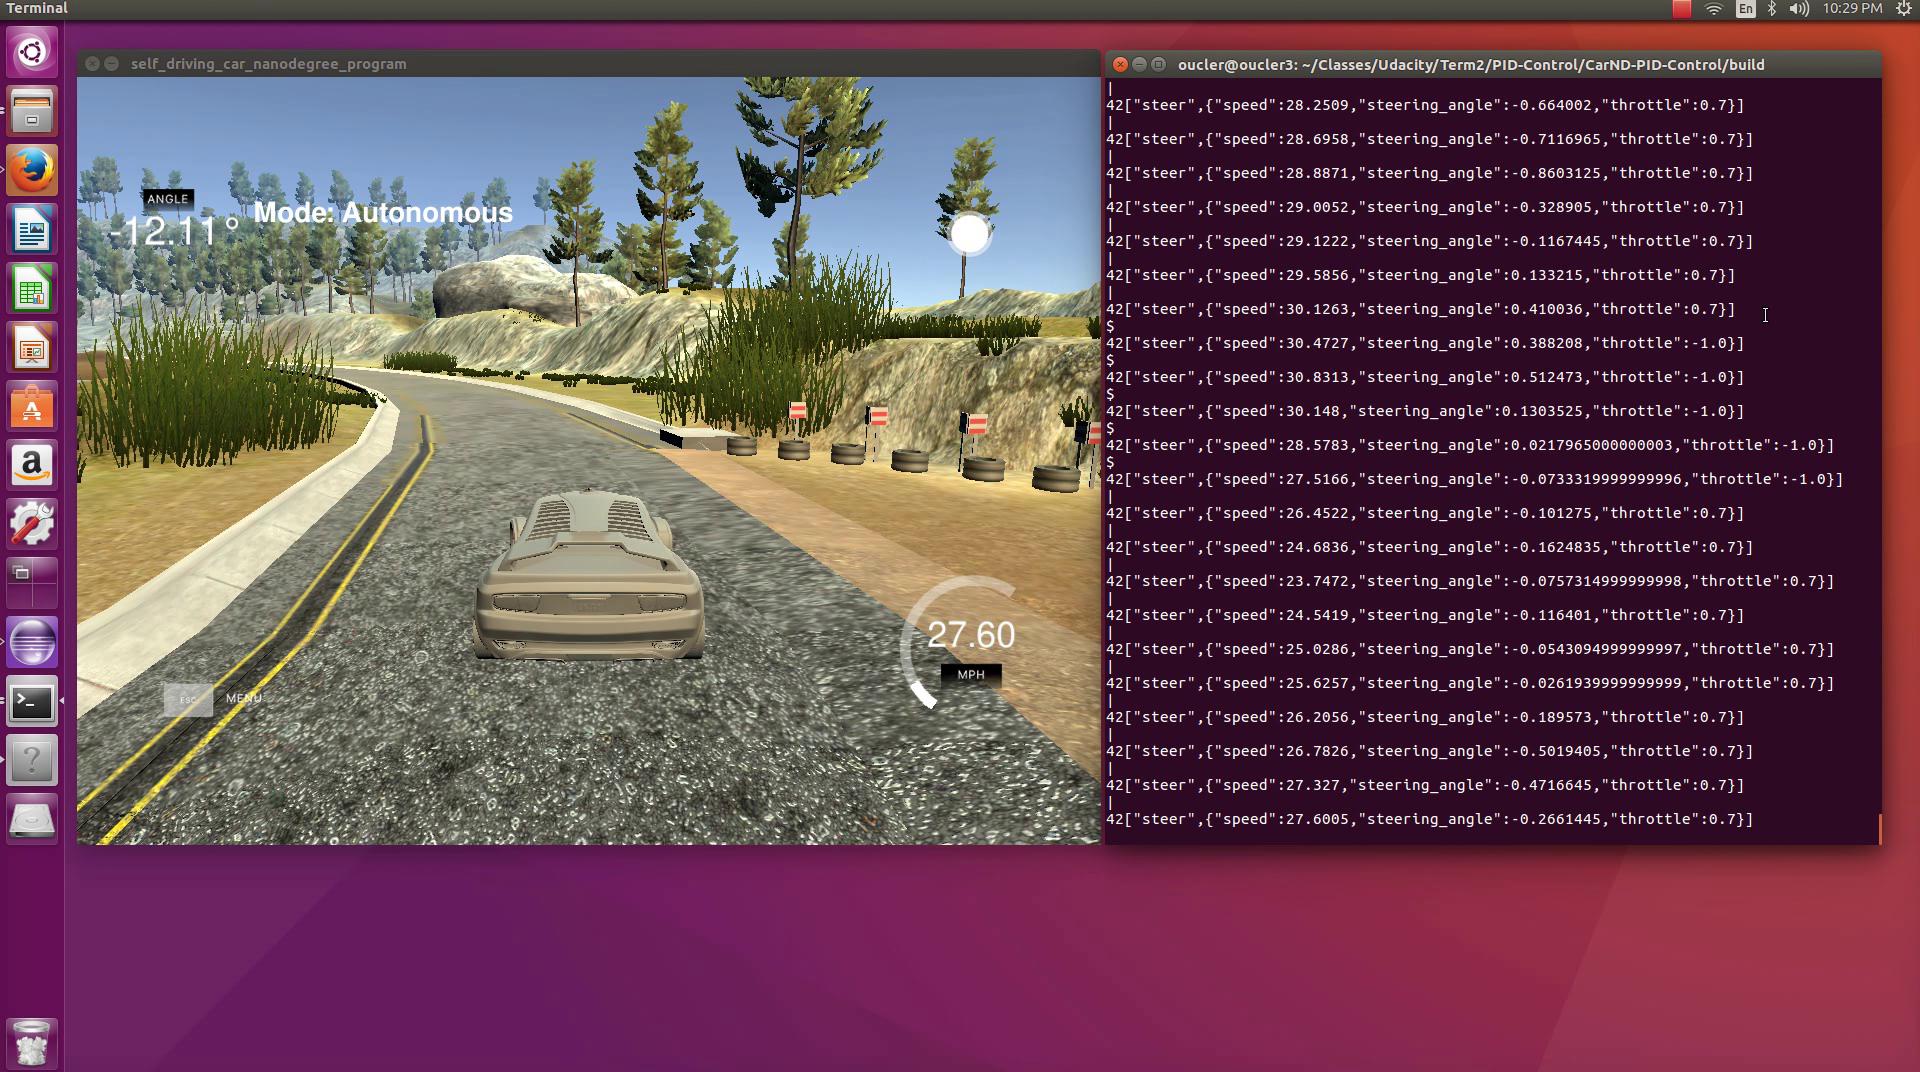 Terminal
En
10:29 PM
self_driving_car_nanodegree_program
ANGLE
-12.11°
Mode: Autonomous
27.60
MPH
ESC
MENU
oucler@oucler3: ~/Classes/Udacity/Term2/PID-Control/CarND-PID-Control/build
|
42["steer",{"speed":28.2509,"steering_angle":-0.664002,"throttle":0.7}]
|
42["steer",{"speed":28.6958,"steering_angle":-0.7116965,"throttle":0.7}]
|
42["steer",{"speed":28.8871,"steering_angle":-0.8603125,"throttle":0.7}]
|
42["steer",{"speed":29.0052,"steering_angle":-0.328905,"throttle":0.7}]
|
42["steer",{"speed":29.1222,"steering_angle":-0.1167445,"throttle":0.7}]
|
42["steer",{"speed":29.5856,"steering_angle":0.133215,"throttle":0.7}]
|
42["steer",{"speed":30.1263,"steering_angle":0.410036,"throttle":0.7}]
$
42["steer",{"speed":30.4727,"steering_angle":0.388208,"throttle":-1.0}]
$
42["steer",{"speed":30.8313,"steering_angle":0.512473,"throttle":-1.0}]
$
42["steer",{"speed":30.148,"steering_angle":0.1303525,"throttle":-1.0}]
$
42["steer",{"speed":28.5783,"steering_angle":0.0217965000000003,"throttle":-1.0}]
$
42["steer",{"speed":27.5166,"steering_angle":-0.0733319999999996,"throttle":-1.0}]
|
42["steer",{"speed":26.4522,"steering_angle":-0.101275,"throttle":0.7}]
|
42["steer",{"speed":24.6836,"steering_angle":-0.1624835,"throttle":0.7}]
|
42["steer",{"speed":23.7472,"steering_angle":-0.0757314999999998,"throttle":0.7}]
|
42["steer",{"speed":24.5419,"steering_angle":-0.116401,"throttle":0.7}]
|
42["steer",{"speed":25.0286,"steering_angle":-0.0543094999999997,"throttle":0.7}]
|
42["steer",{"speed":25.6257,"steering_angle":-0.0261939999999999,"throttle":0.7}]
|
42["steer",{"speed":26.2056,"steering_angle":-0.189573,"throttle":0.7}]
|
42["steer",{"speed":26.7826,"steering_angle":-0.5019405,"throttle":0.7}]
|
42["steer",{"speed":27.327,"steering_angle":-0.4716645,"throttle":0.7}]
|
42["steer",{"speed":27.6005,"steering_angle":-0.2661445,"throttle":0.7}]